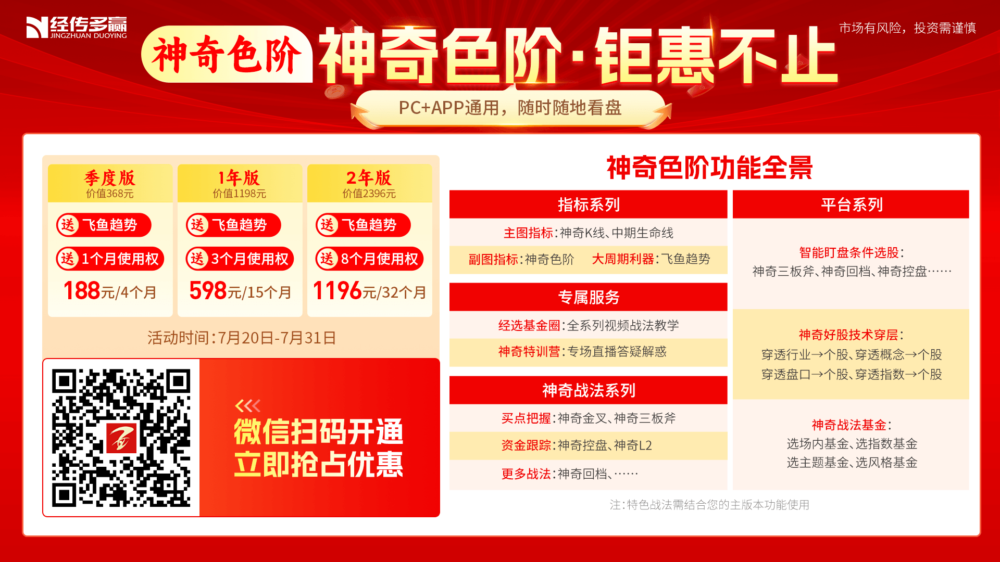 经传多赢
JINGZHUAN DUOYING
市场有风险，投资需谨慎
神奇色阶
神奇色阶·钜惠不止
PC+APP通用，随时随地看盘
季度版
价值368元
送 飞鱼趋势
送 1个月使用权
188元/4个月
1年版
价值1198元
送 飞鱼趋势
送 3个月使用权
598元/15个月
2年版
价值2396元
送 飞鱼趋势
送 8个月使用权
1196元/32个月
活动时间：7月20日-7月31日
微信扫码开通
立即抢占优惠
神奇色阶功能全景
指标系列
主图指标：神奇K线、中期生命线
副图指标：神奇色阶 大周期利器：飞鱼趋势
专属服务
经选基金圈：全系列视频战法教学
神奇特训营：专场直播答疑解惑
神奇战法系列
买点把握：神奇金叉、神奇三板斧
资金跟踪：神奇控盘、神奇L2
更多战法：神奇回档、……
平台系列
智能盯盘条件选股：
神奇三板斧、神奇回档、神奇控盘……
神奇好股技术穿层：
穿透行业→个股、穿透概念→个股
穿透盘口→个股、穿透指数→个股
神奇战法基金：
选场内基金、选指数基金
选主题基金、选风格基金
注：特色战法需结合您的主版本功能使用